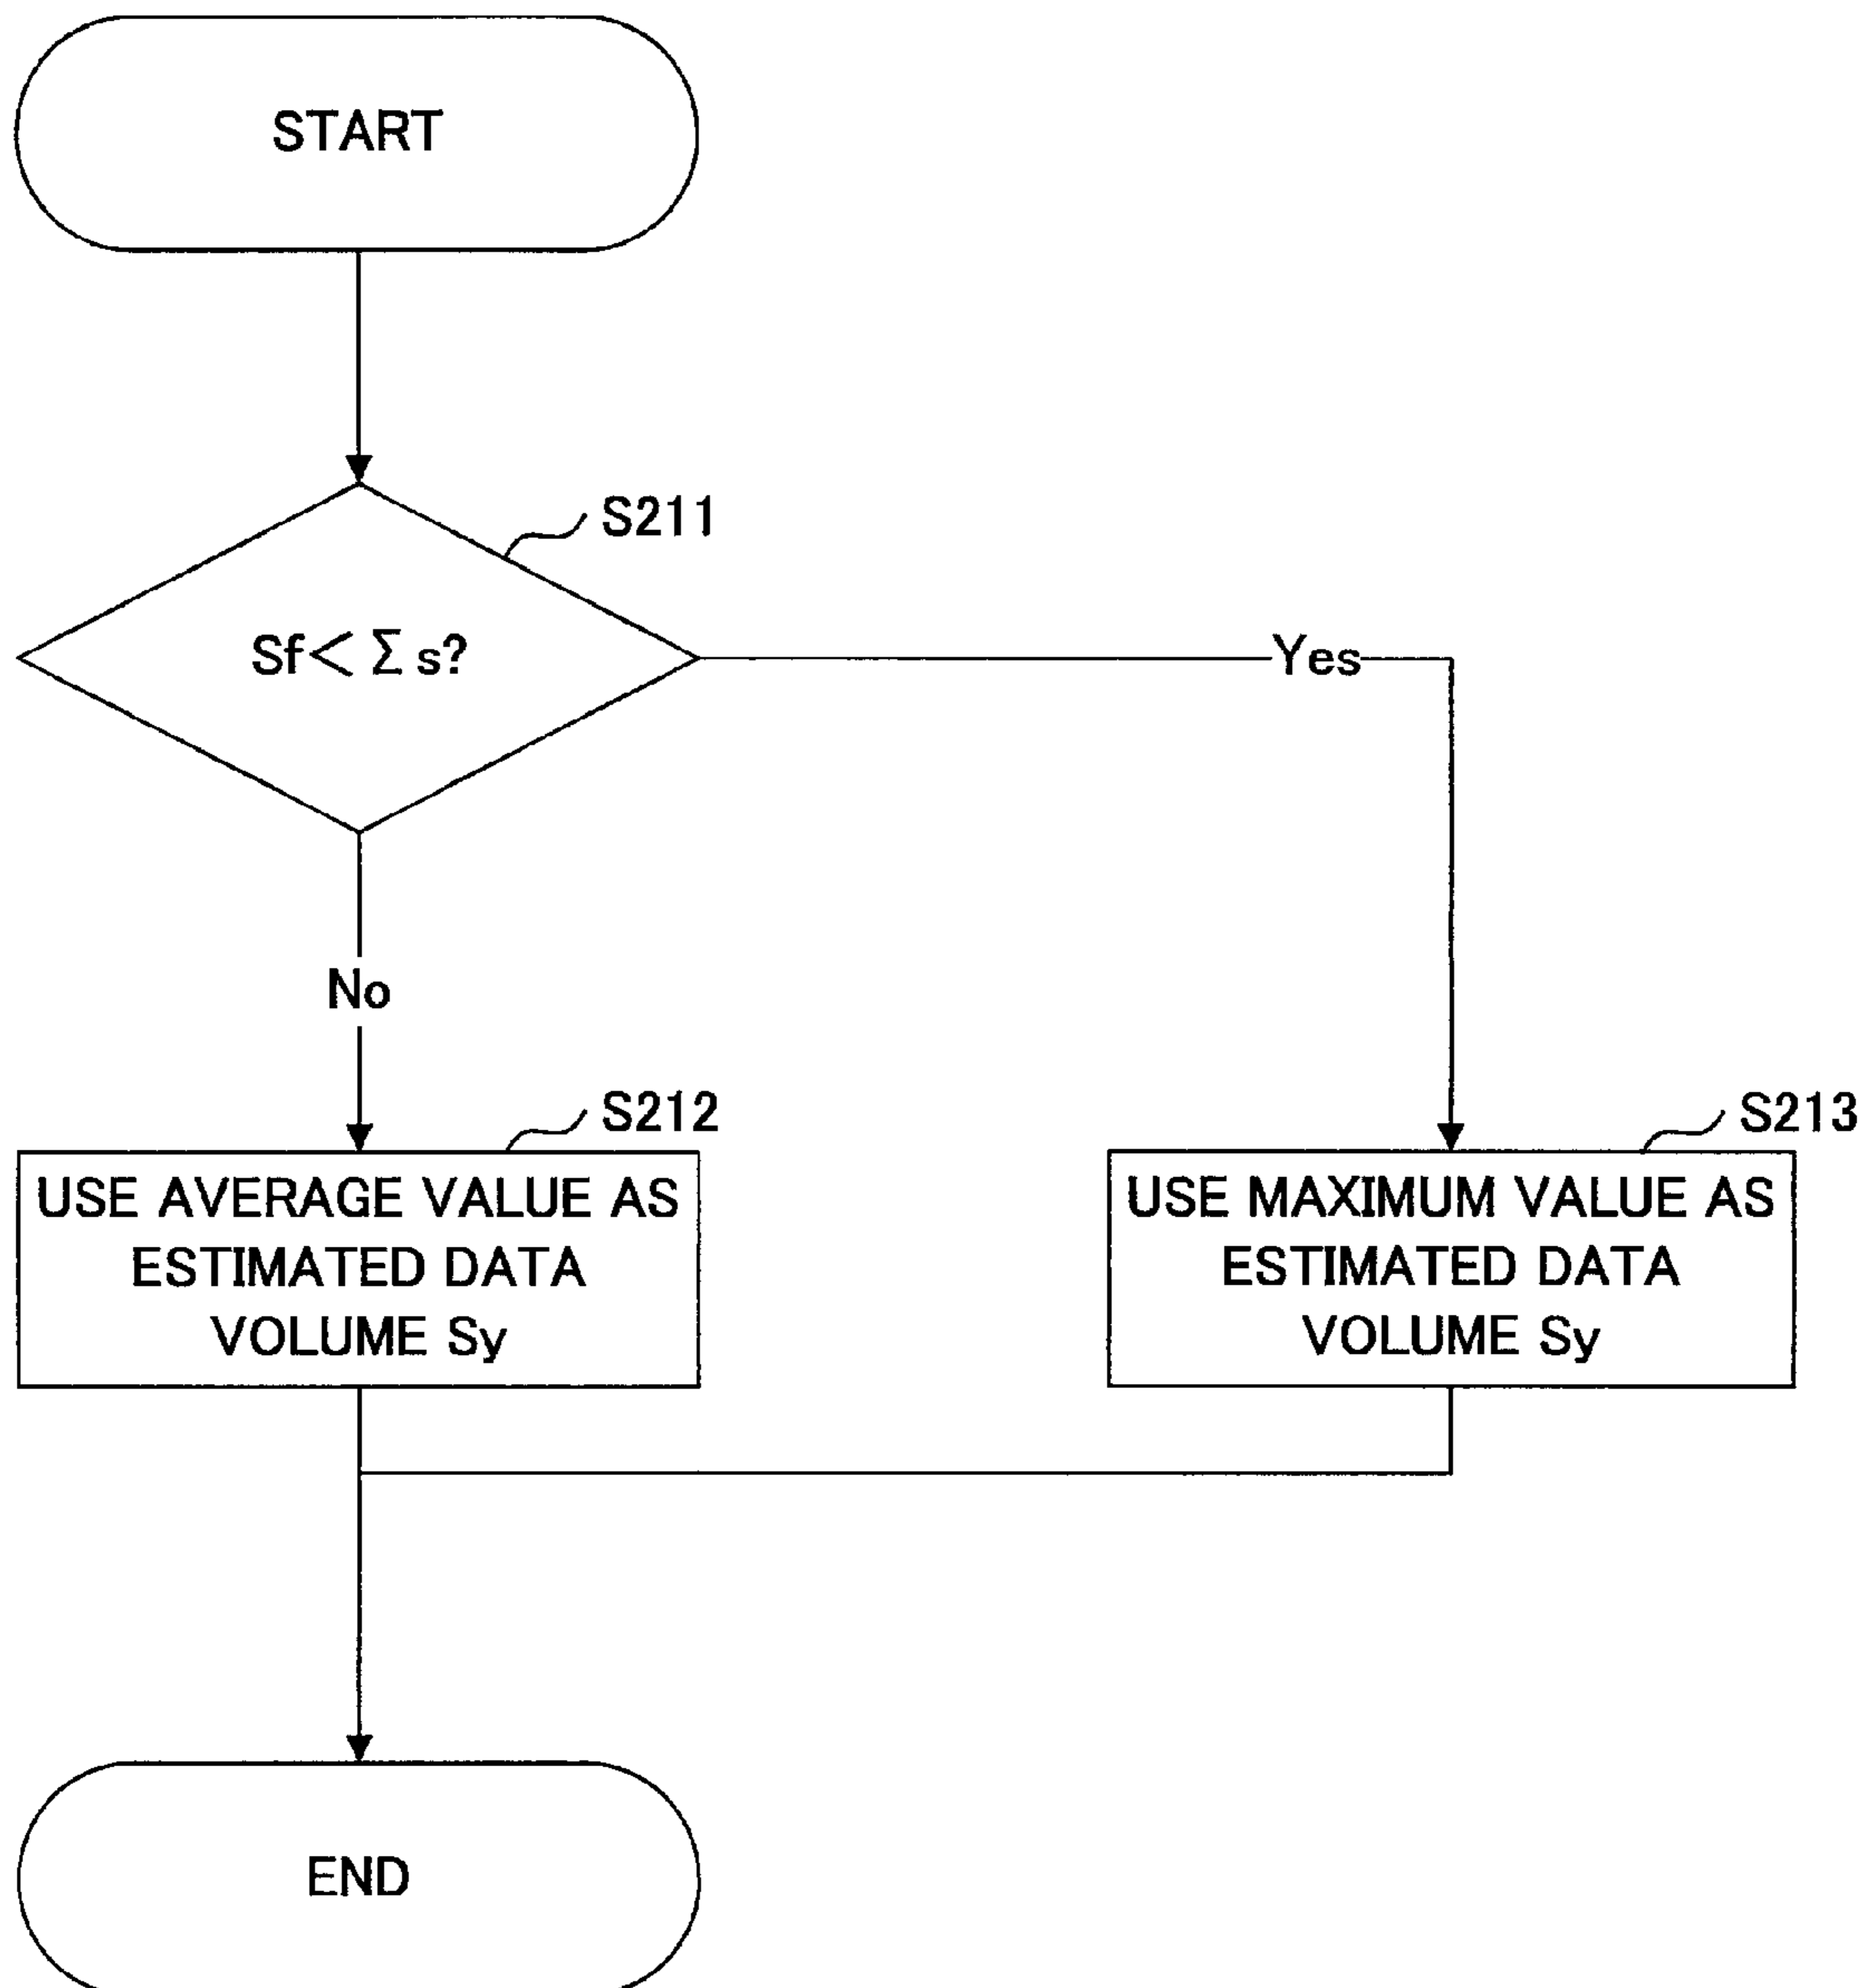 START
S211
Sf< Σ s?
Yes
No
S212
USE AVERAGE VALUE AS
ESTIMATED DATA
VOLUME Sy
S213
USE MAXIMUM VALUE AS
ESTIMATED DATA
VOLUME Sy
END